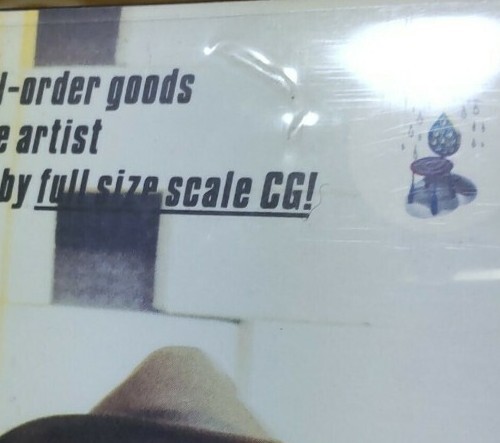 l-order goods
e artist
by full size scale CG!